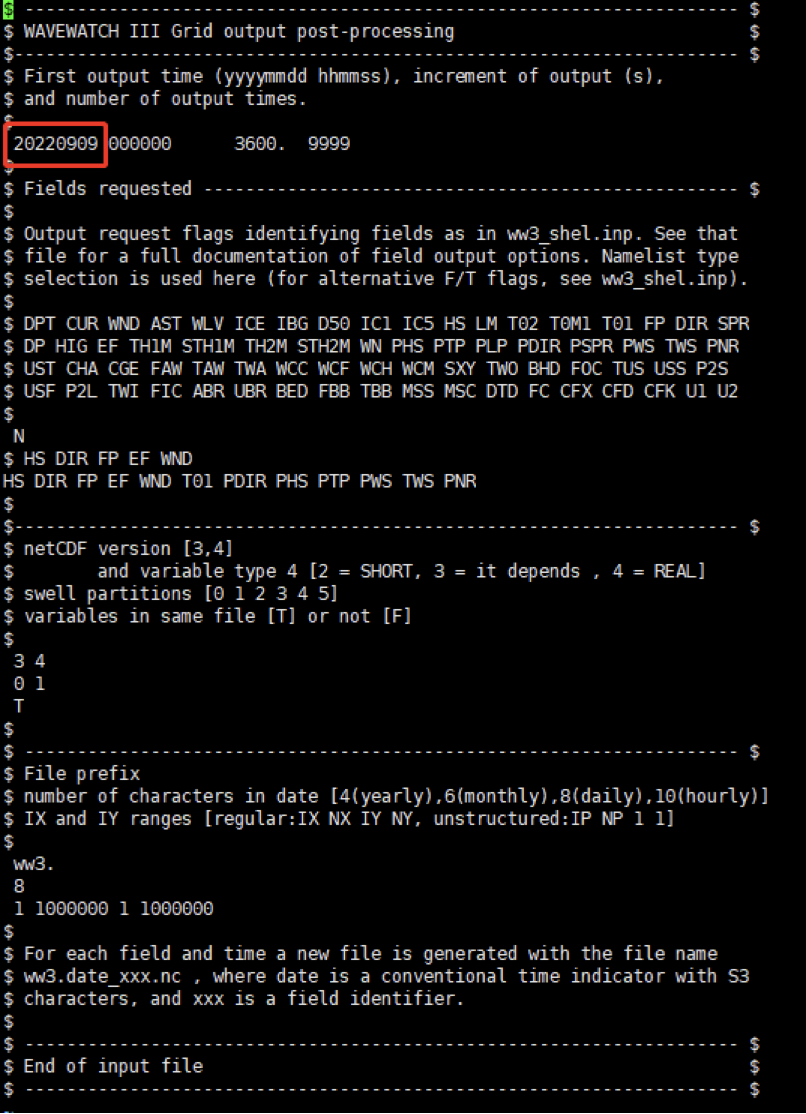 $ -------------------------------------------------------------------- $
$ WAVEWATCH III Grid output post-processing                            $
$--------------------------------------------------------------------- $
$ First output time (yyyymmdd hhmmss), increment of output (s),
$ and number of output times.
$
 20220909 000000      3600.  9999
$
$ Fields requested --------------------------------------------------- $
$
$ Output request flags identifying fields as in ww3_shel.inp. See that
$ file for a full documentation of field output options. Namelist type
$ selection is used here (for alternative F/T flags, see ww3_shel.inp).
$
$ DPT CUR WND AST WLV ICE IBG D50 IC1 IC5 HS LM T02 T0M1 T01 FP DIR SPR
$ DP HIG EF TH1M STH1M TH2M STH2M WN PHS PTP PLP PDIR PSPR PWS TWS PNR
$ UST CHA CGE FAW TAW TWA WCC WCF WCH WCM SXY TWO BHD FOC TUS USS P2S
$ USF P2L TWI FIC ABR UBR BED FBB TBB MSS MSC DTD FC CFX CFD CFK U1 U2
$
 N
$ HS DIR FP EF WND
HS DIR FP EF WND T01 PDIR PHS PTP PWS TWS PNR
$
$--------------------------------------------------------------------- $
$ netCDF version [3,4]
$        and variable type 4 [2 = SHORT, 3 = it depends , 4 = REAL]
$ swell partitions [0 1 2 3 4 5]
$ variables in same file [T] or not [F]
$
 3 4
 0 1
 T
$
$ -------------------------------------------------------------------- $
$ File prefix
$ number of characters in date [4(yearly),6(monthly),8(daily),10(hourly)]
$ IX and IY ranges [regular:IX NX IY NY, unstructured:IP NP 1 1]
$
 ww3.
 8
 1 1000000 1 1000000
$
$ For each field and time a new file is generated with the file name
$ ww3.date_xxx.nc , where date is a conventional time indicator with S3
$ characters, and xxx is a field identifier.
$
$ -------------------------------------------------------------------- $
$ End of input file                                                    $
$ -------------------------------------------------------------------- $